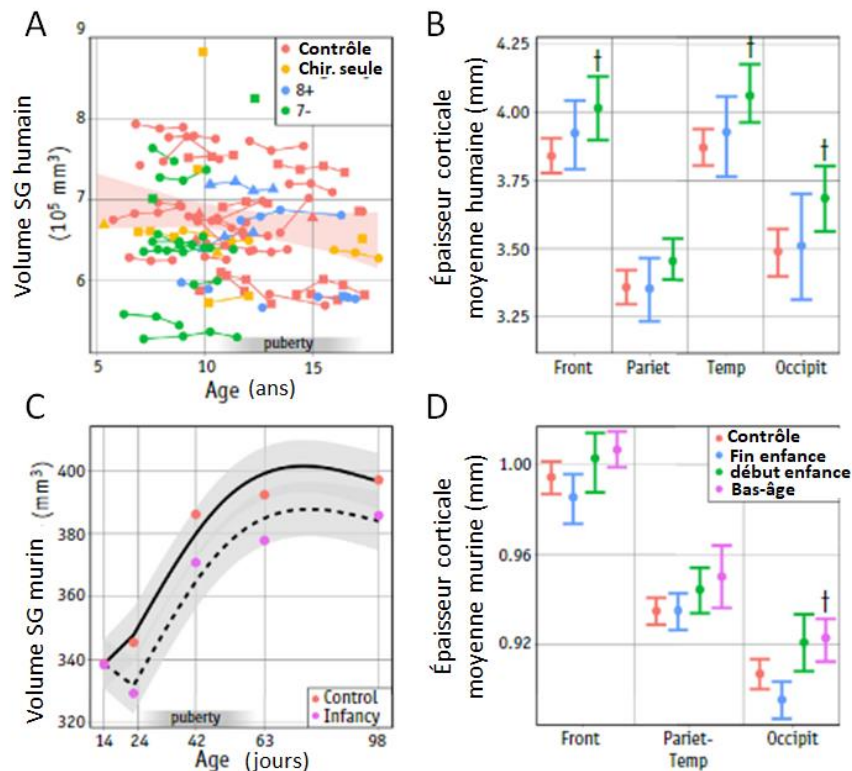 A
Volume SG humain
(10⁵ mm³)
9
8
7
6
Contrôle
Chir. seule
8+
7-
puberty
5
10
15
Age (ans)
B
Épaisseur corticale
moyenne humaine (mm)
4.25
4.00
3.75
3.50
3.25
†
†
†
Front
Pariet
Temp
Occipit
C
Volume SG murin (mm³)
400
380
360
340
320
puberty
Control
Infancy
14
24
42
63
98
Age (jours)
D
Épaisseur corticale
moyenne murine (mm)
1.00
0.96
0.92
Contrôle
Fin enfance
début enfance
Bas-âge
†
Front
Pariet-
Temp
Occipit